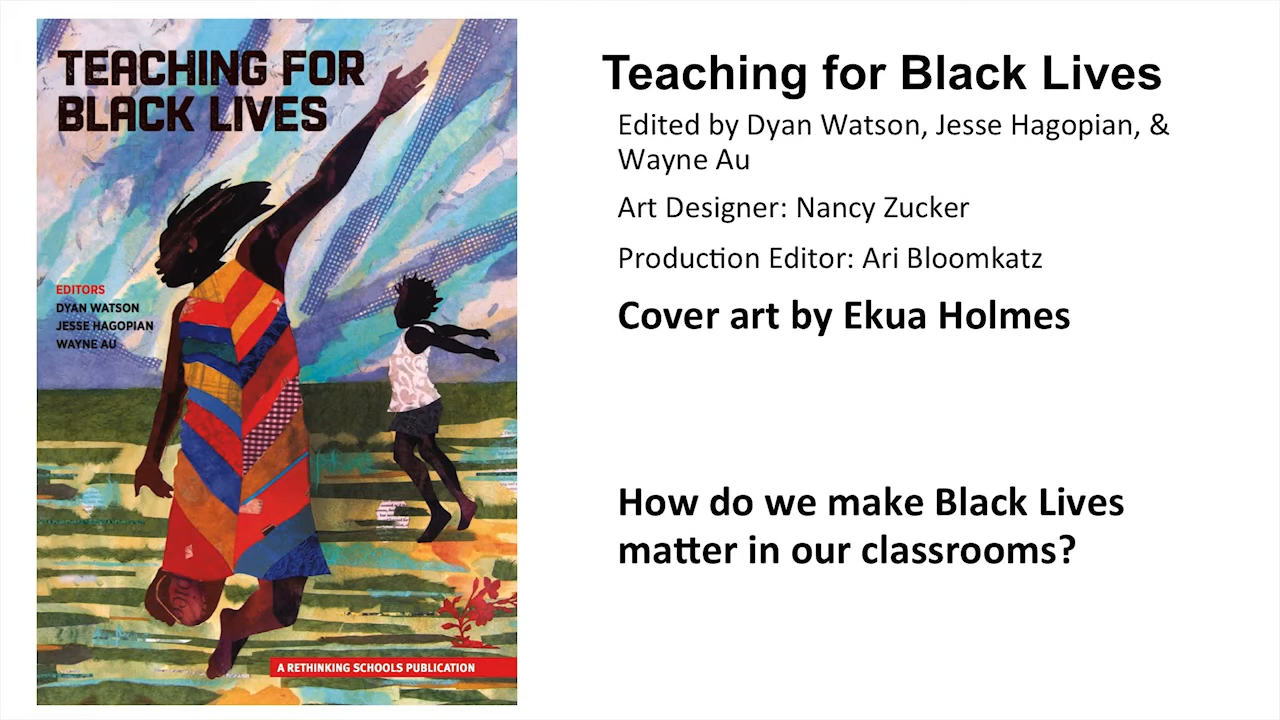 TEACHING FOR
BLACK LIVES
EDITORS
DYAN WATSON
JESSE HAGOPIAN
WAYNE AU
A RETHINKING SCHOOLS PUBLICATION
Teaching for Black Lives
Edited by Dyan Watson, Jesse Hagopian, &
Wayne Au
Art Designer: Nancy Zucker
Production Editor: Ari Bloomkatz
Cover art by Ekua Holmes
How do we make Black Lives
matter in our classrooms?